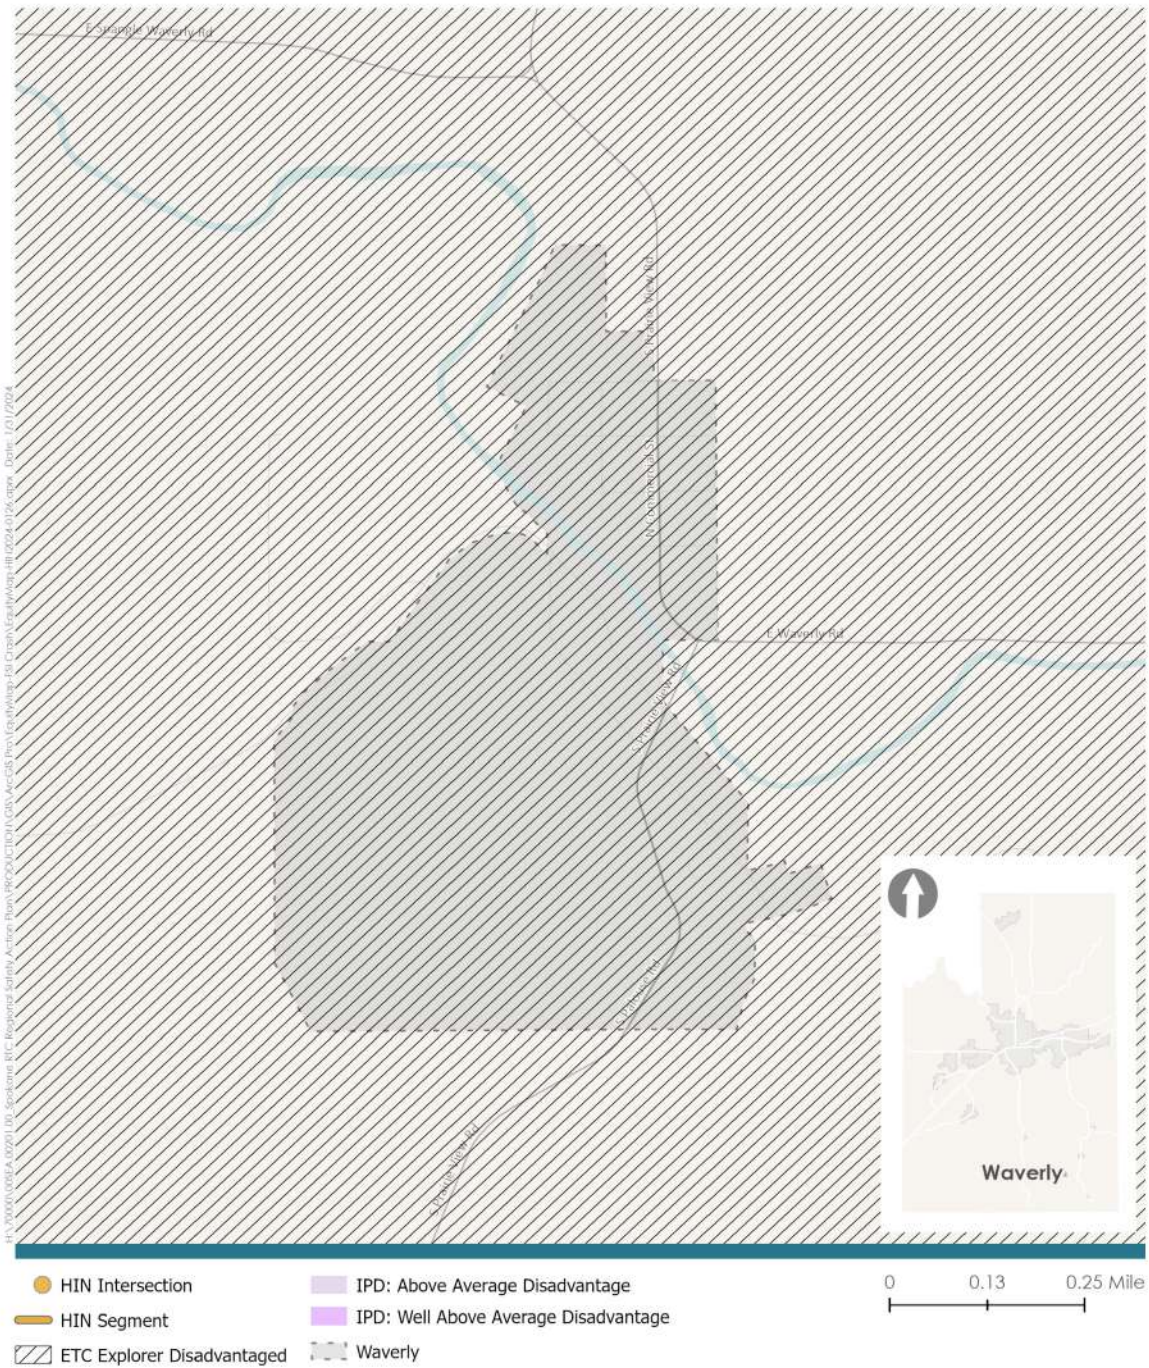 E Spangle Waverly Rd
S Prairie View Rd
N Commercial St
E Waverly Rd
S Prairie View Rd
Palouse Rd
S Prairie View Rd
Waverly
HIN Intersection
HIN Segment
ETC Explorer Disadvantaged
IPD: Above Average Disadvantage
IPD: Well Above Average Disadvantage
Waverly
0 0.13 0.25 Mile